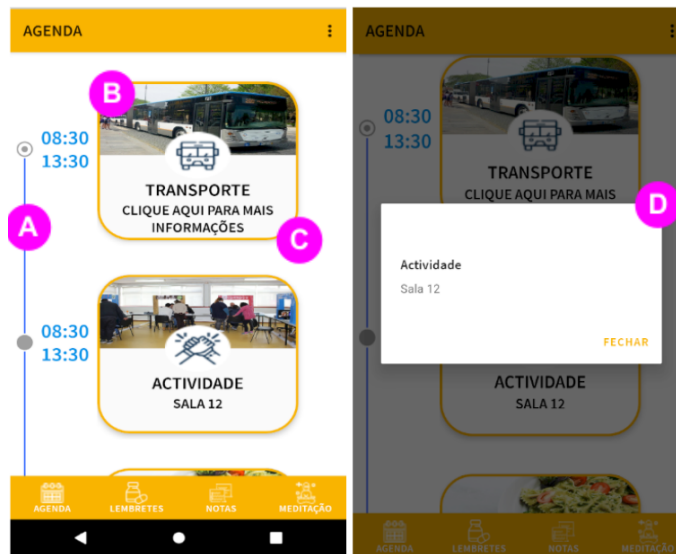 AGENDA
B
08:30
13:30
TRANSPORTE
CLIQUE AQUI PARA MAIS
INFORMAÇÕES
A
C
08:30
13:30
ACTIVIDADE
SALA 12
AGENDA
LEMBRETES
NOTAS
MEDITAÇÃO
AGENDA
08:30
13:30
TRANSPORTE
CLIQUE AQUI PARA MAIS
D
Actividade
Sala 12
FECHAR
ACTIVIDADE
SALA 12
AGENDA
LEMBRETES
NOTAS
MEDITAÇÃO